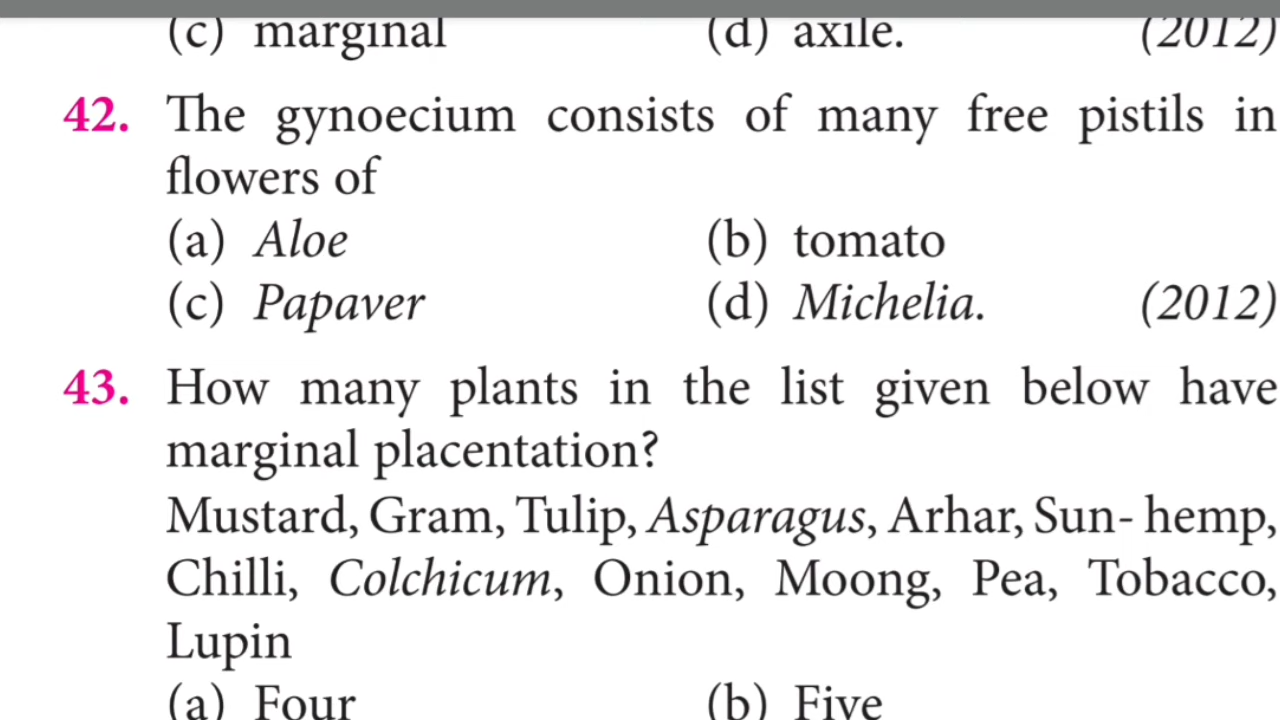 (c) marginal (d) axile. (2012)
42. The gynoecium consists of many free pistils in
flowers of
(a) Aloe (b) tomato
(c) Papaver (d) Michelia. (2012)
43. How many plants in the list given below have
marginal placentation?
Mustard, Gram, Tulip, Asparagus, Arhar, Sun- hemp,
Chilli, Colchicum, Onion, Moong, Pea, Tobacco,
Lupin
(a) Four (b) Five